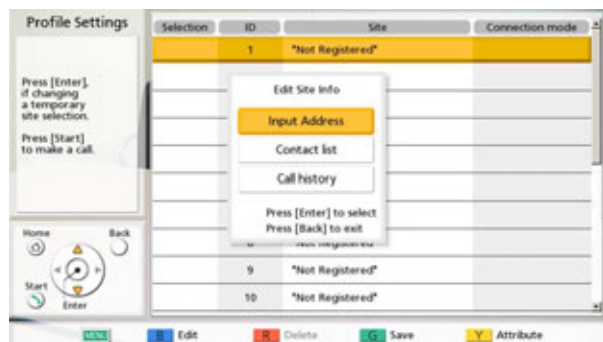 Profile Settings
Press [Enter],
if changing
a temporary
site selection.
Press [Start]
to make a call.
Home
Back
Start
Enter
Selection ID Site Connection mode
1 "Not Registered"
Edit Site Info
Input Address
Contact list
Call history
Press [Enter] to select
Press [Back] to exit
9 "Not Registered"
10 "Not Registered"
MENU B Edit R Delete G Save Y Attribute